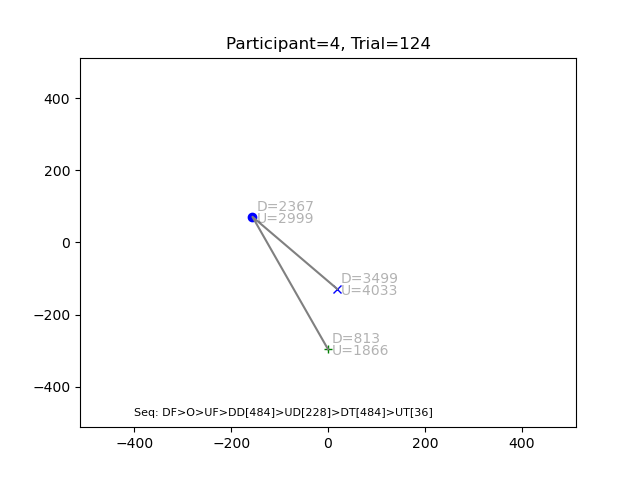 Participant=4, Trial=124
400
200
0
−200
−400
D=2367
U=2999
D=3499
U=4033
D=813
U=1866
Seq: DF>O>UF>DD[484]>UD[228]>DT[484]>UT[36]
−400 −200 0 200 400